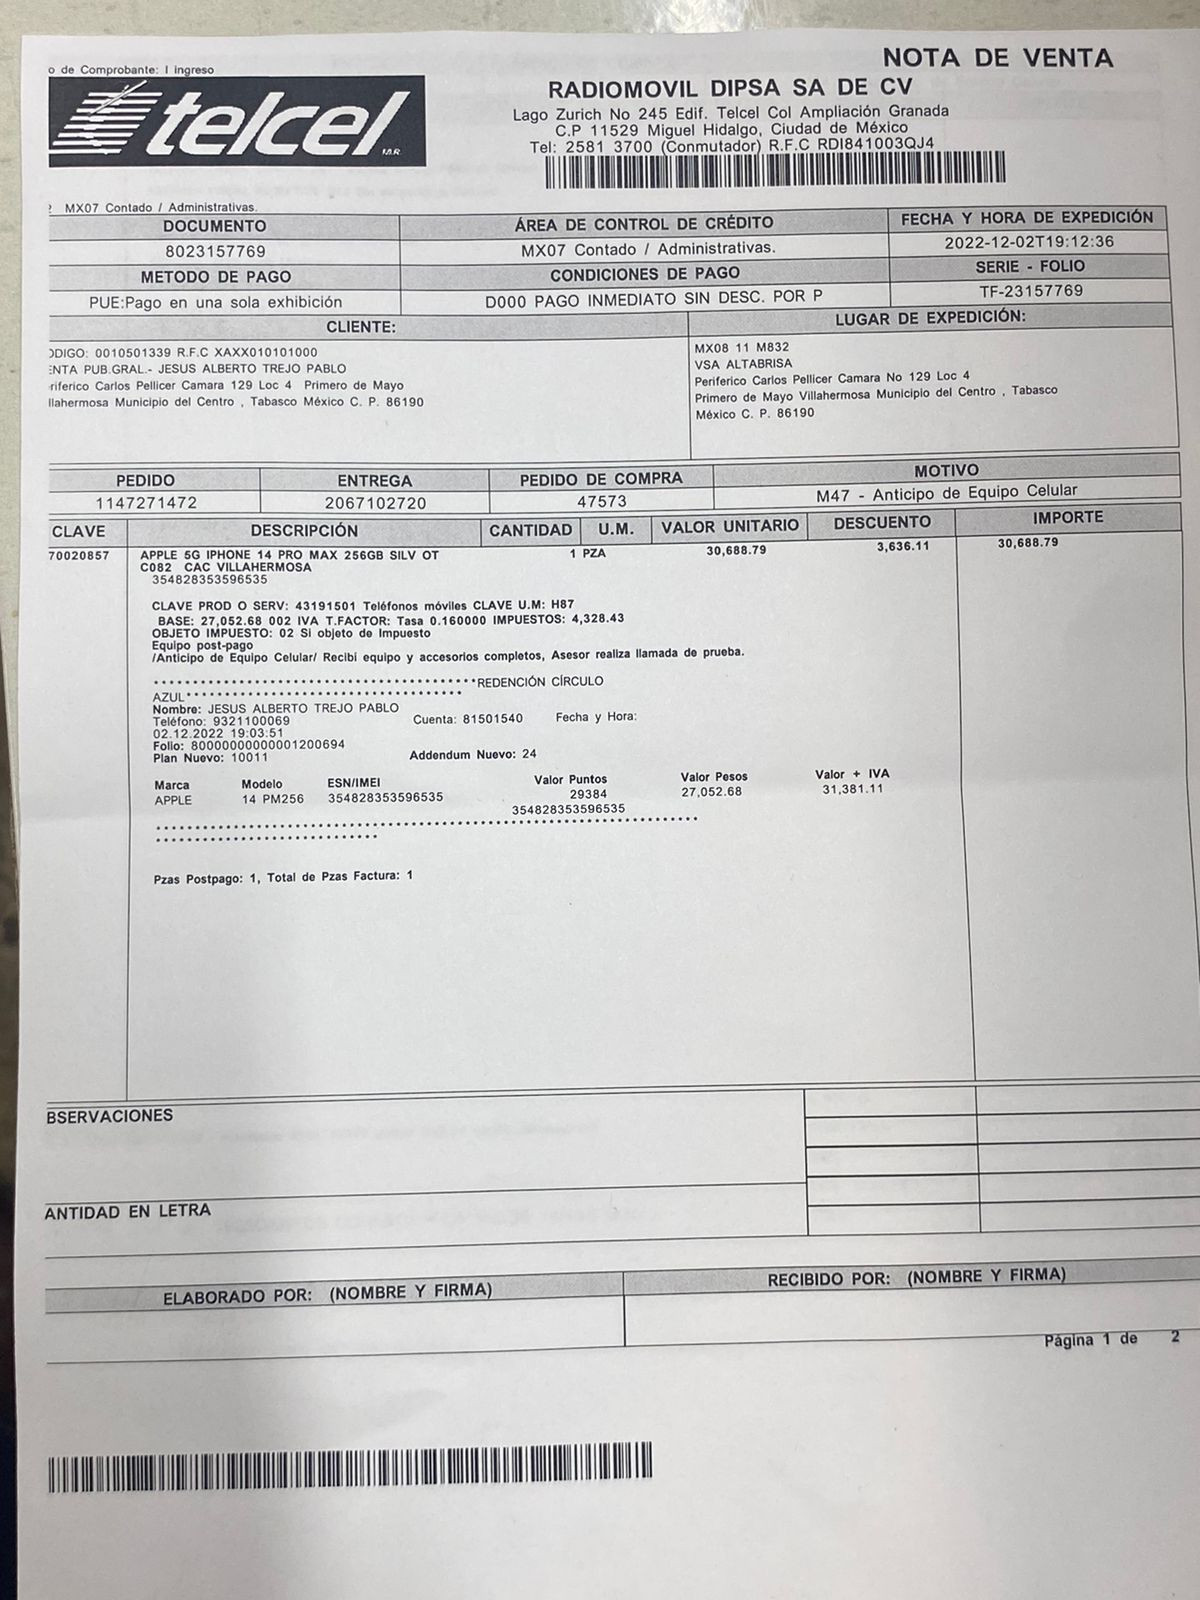 NOTA DE VENTA
o de Comprobante: I ingreso
telcel M.R.
RADIOMOVIL DIPSA SA DE CV
Lago Zurich No 245 Edif. Telcel Col Ampliación Granada
C.P 11529 Miguel Hidalgo, Ciudad de México
Tel: 2581 3700 (Conmutador) R.F.C RDI841003QJ4
MX07 Contado / Administrativas.
DOCUMENTO ÁREA DE CONTROL DE CRÉDITO FECHA Y HORA DE EXPEDICIÓN
8023157769 MX07 Contado / Administrativas. 2022-12-02T19:12:36
METODO DE PAGO CONDICIONES DE PAGO SERIE - FOLIO
PUE:Pago en una sola exhibición D000 PAGO INMEDIATO SIN DESC. POR P TF-23157769
CLIENTE: LUGAR DE EXPEDICIÓN:
ODIGO: 0010501339 R.F.C XAXX010101000
ENTA PUB.GRAL.- JESUS ALBERTO TREJO PABLO
riferico Carlos Pellicer Camara 129 Loc 4 Primero de Mayo
llahermosa Municipio del Centro , Tabasco México C. P. 86190
MX08 11 M832
VSA ALTABRISA
Periferico Carlos Pellicer Camara No 129 Loc 4
Primero de Mayo Villahermosa Municipio del Centro , Tabasco
México C. P. 86190
PEDIDO ENTREGA PEDIDO DE COMPRA MOTIVO
1147271472 2067102720 47573 M47 - Anticipo de Equipo Celular
CLAVE DESCRIPCIÓN CANTIDAD U.M. VALOR UNITARIO DESCUENTO IMPORTE
70020857 APPLE 5G IPHONE 14 PRO MAX 256GB SILV OT 1 PZA 30,688.79 3,636.11 30,688.79
C082 CAC VILLAHERMOSA
354828353596535
CLAVE PROD O SERV: 43191501 Teléfonos móviles CLAVE U.M: H87
BASE: 27,052.68 002 IVA T.FACTOR: Tasa 0.160000 IMPUESTOS: 4,328.43
OBJETO IMPUESTO: 02 Sí objeto de Impuesto
Equipo post-pago
/Anticipo de Equipo Celular/ Recibí equipo y accesorios completos, Asesor realiza llamada de prueba.
******************************************REDENCIÓN CÍRCULO
AZUL************************************
Nombre: JESUS ALBERTO TREJO PABLO
Teléfono: 9321100069 Cuenta: 81501540 Fecha y Hora:
02.12.2022 19:03:51
Folio: 80000000000001200694
Plan Nuevo: 10011 Addendum Nuevo: 24
Marca Modelo ESN/IMEI Valor Puntos Valor Pesos Valor + IVA
APPLE 14 PM256 354828353596535 29384 27,052.68 31,381.11
354828353596535
***********************************************************************
*****************************
Pzas Postpago: 1, Total de Pzas Factura: 1
BSERVACIONES
ANTIDAD EN LETRA
ELABORADO POR: (NOMBRE Y FIRMA) RECIBIDO POR: (NOMBRE Y FIRMA)
Página 1 de 2